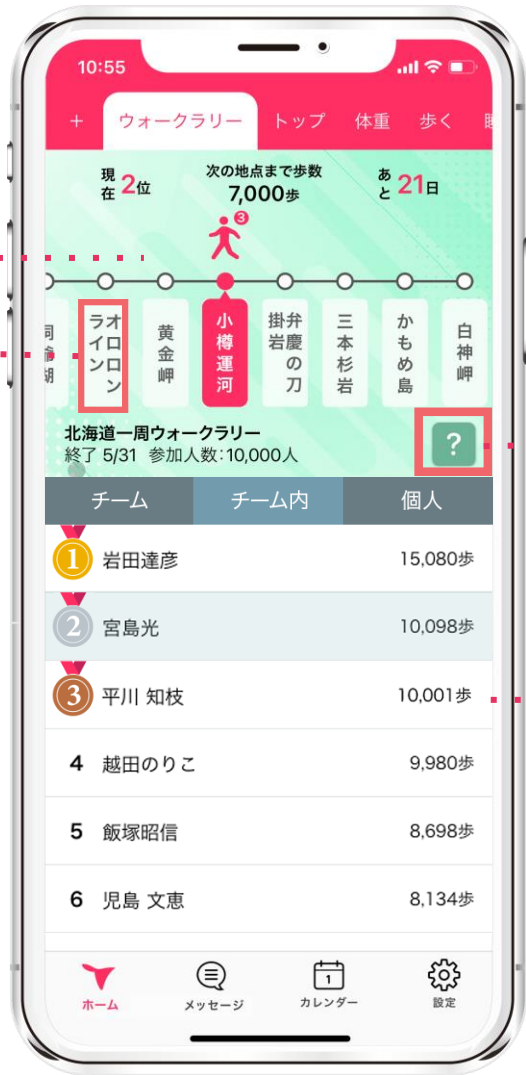 10:55
+ ウォークラリー トップ 体重 歩く
現在 2位
次の地点まで歩数
7,000歩
あと 21日
3
オロロンライン
黄金岬
小樽運河
弁慶の刀掛岩
三本杉岩
かもめ島
白神岬
北海道一周ウォークラリー
終了 5/31 参加人数:10,000人
?
チーム チーム内 個人
1 岩田達彦 15,080歩
2 宮島光 10,098歩
3 平川 知枝 10,001歩
4 越田のりこ 9,980歩
5 飯塚昭信 8,698歩
6 児島 文恵 8,134歩
1
ホーム メッセージ カレンダー 設定